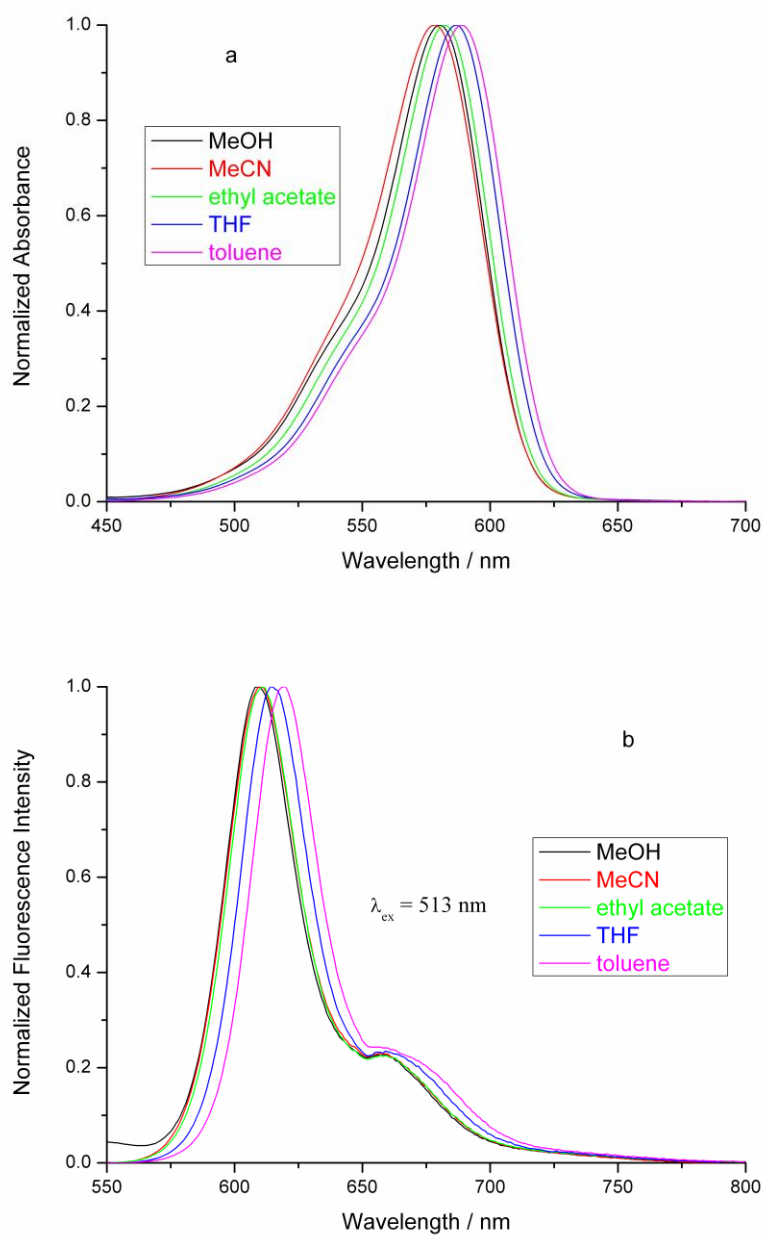 1.0
a
MeOH
0.8
MeCN
ethyl acetate
THF
0.6
toluene
Normalized Absorbance
0.4
0.2
0.0
450 500 550 600 650 700
Wavelength / nm
1.0
b
0.8
MeOH
MeCN
0.6
ethyl acetate
λex = 513 nm
THF
toluene
Normalized Fluorescence Intensity
0.4
0.2
0.0
550 600 650 700 750 800
Wavelength / nm